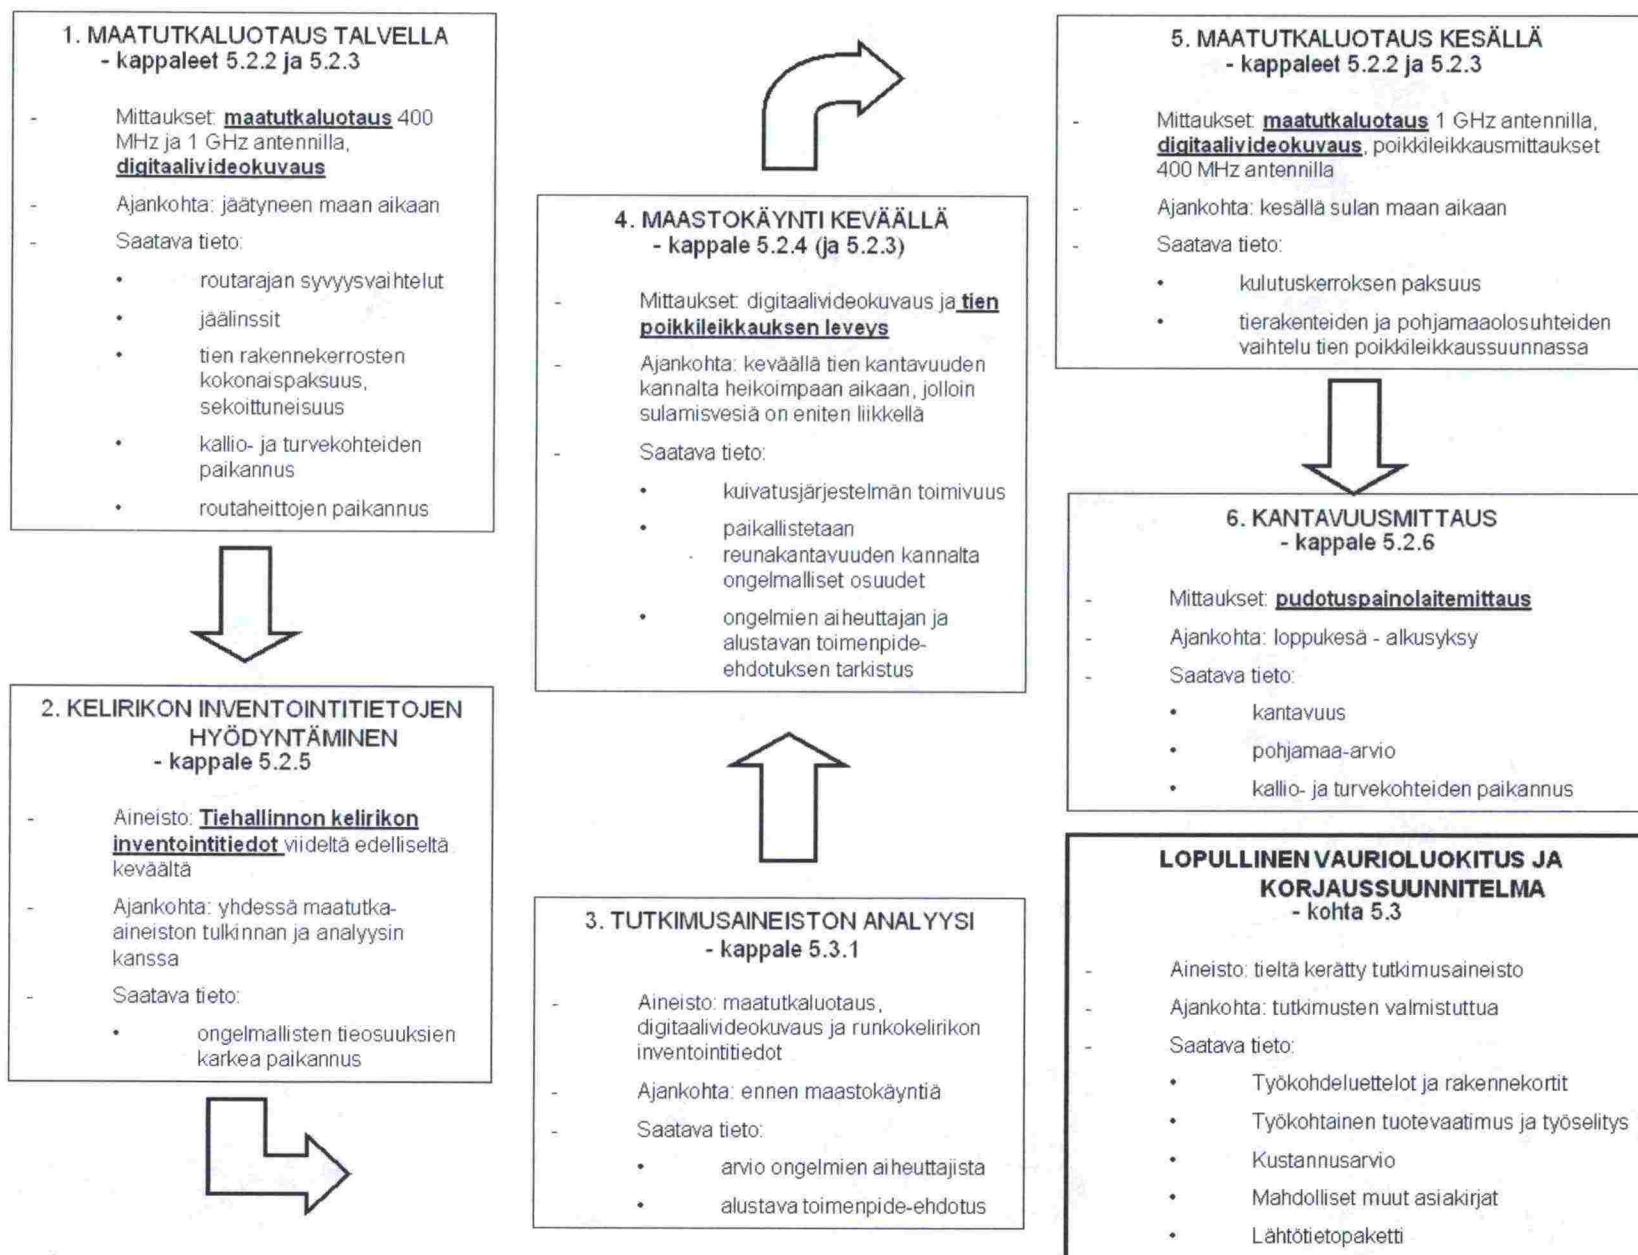 1. MAATUTKALUOTAUS TALVELLA
- kappaleet 5.2.2 ja 5.2.3
- Mittaukset: maatutkaluotaus 400
MHz ja 1 GHz antennilla,
digitaalivideokuvaus
- Ajankohta: jäätyneen maan aikaan
- Saatava tieto:
• routarajan syvyysvaihtelut
• jäälinssit
• tien rakennekerrosten
kokonaispaksuus,
sekoittuneisuus
• kallio- ja turvekohteiden
paikannus
• routaheittojen paikannus
2. KELIRIKON INVENTOINTITIETOJEN
HYÖDYNTÄMINEN
- kappale 5.2.5
- Aineisto: Tiehallinnon kelirikon
inventointitiedot viideltä edelliseltä
keväältä
- Ajankohta: yhdessä maatutka-
aineiston tulkinnan ja analyysin
kanssa
- Saatava tieto:
• ongelmallisten tieosuuksien
karkea paikannus
3. TUTKIMUSAINEISTON ANALYYSI
- kappale 5.3.1
- Aineisto: maatutkaluotaus,
digitaalivideokuvaus ja runkokelirikon
inventointitiedot
- Ajankohta: ennen maastokäyntiä
- Saatava tieto:
• arvio ongelmien aiheuttajista
• alustava toimenpide-ehdotus
4. MAASTOKÄYNTI KEVÄÄLLÄ
- kappale 5.2.4 (ja 5.2.3)
- Mittaukset: digitaalivideokuvaus ja tien
poikkileikkauksen leveys
- Ajankohta: keväällä tien kantavuuden
kannalta heikoimpaan aikaan, jolloin
sulamisvesiä on eniten liikkellä
- Saatava tieto:
• kuivatusjärjestelmän toimivuus
• paikallistetaan
reunakantavuuden kannalta
ongelmalliset osuudet
• ongelmien aiheuttajan ja
alustavan toimenpide-
ehdotuksen tarkistus
5. MAATUTKALUOTAUS KESÄLLÄ
- kappaleet 5.2.2 ja 5.2.3
- Mittaukset: maatutkaluotaus 1 GHz antennilla,
digitaalivideokuvaus, poikkileikkausmittaukset
400 MHz antennilla
- Ajankohta: kesällä sulan maan aikaan
- Saatava tieto:
• kulutuskerroksen paksuus
• tierakenteiden ja pohjamaaolosuhteiden
vaihtelu tien poikkileikkaussuunnassa
6. KANTAVUUSMITTAUS
- kappale 5.2.6
- Mittaukset: pudotuspainolaitemittaus
- Ajankohta: loppukesä - alkusyksy
- Saatava tieto:
• kantavuus
• pohjamaa-arvio
• kallio- ja turvekohteiden paikannus
LOPULLINEN VAURIOLUOKITUS JA
KORJAUSSUUNNITELMA
- kohta 5.3
- Aineisto: tieltä kerätty tutkimusaineisto
- Ajankohta: tutkimusten valmistuttua
- Saatava tieto:
• Työkohdeluettelot ja rakennekortit
• Työkohtainen tuotevaatimus ja työselitys
• Kustannusarvio
• Mahdolliset muut asiakirjat
• Lähtötietopaketti